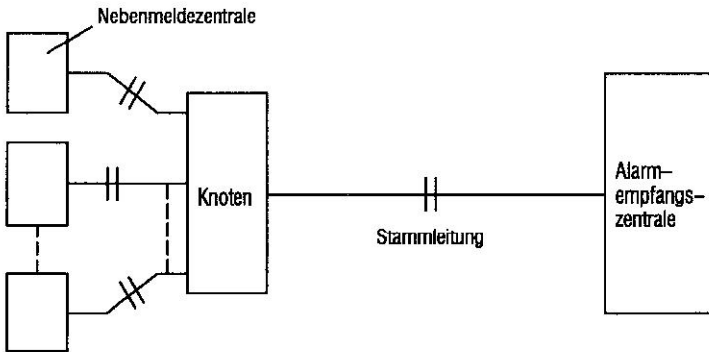 Nebenmeldezentrale
Knoten
Stammleitung
Alarm–
empfangs–
zentrale